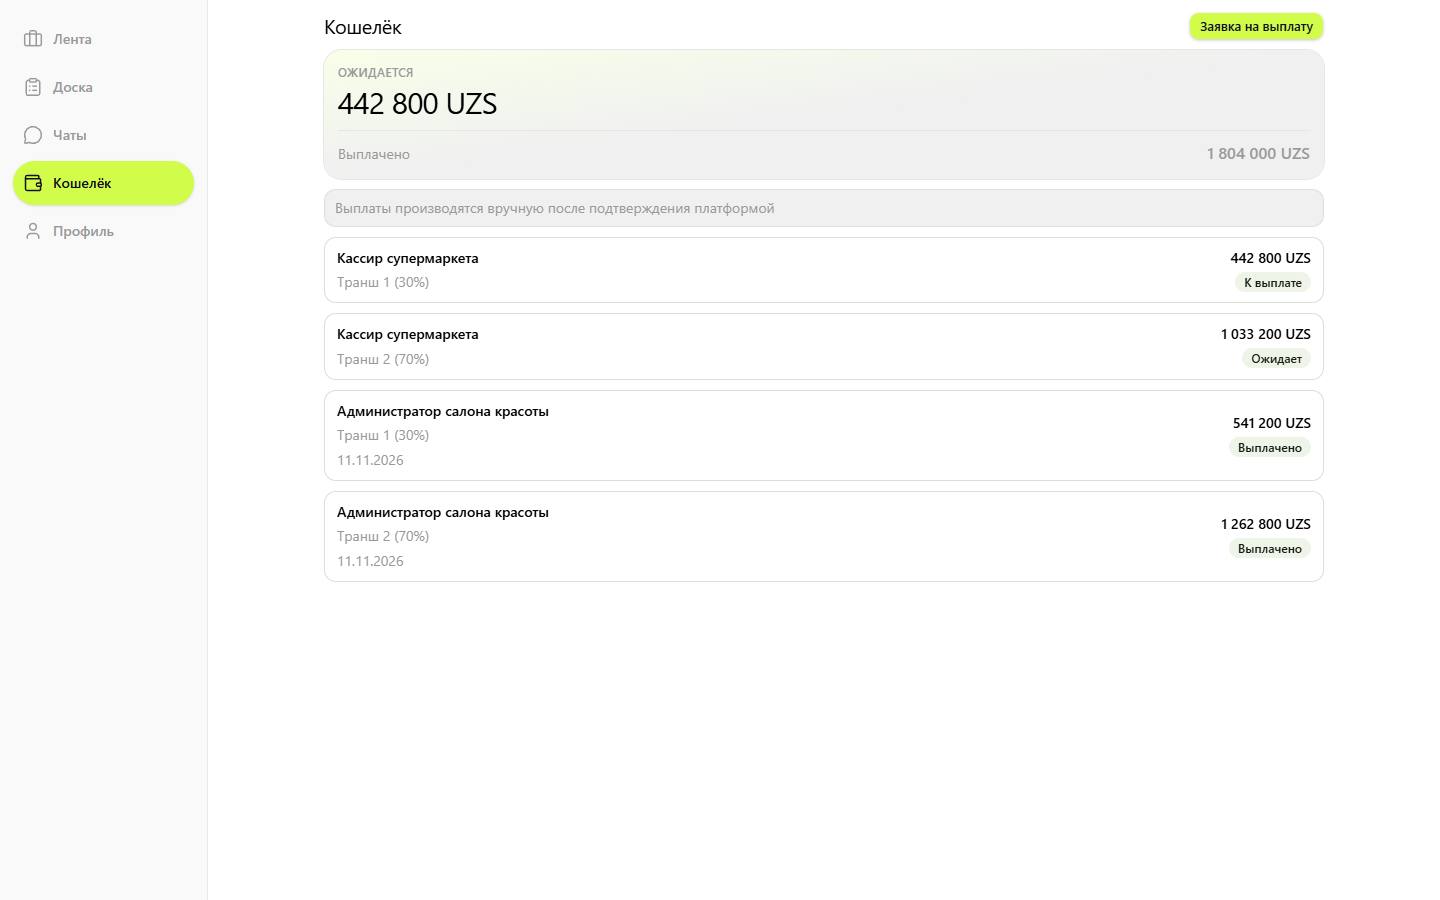 Лента
Доска
Чаты
Кошелёк
Профиль
Кошелёк
Заявка на выплату
ОЖИДАЕТСЯ
442 800 UZS
Выплачено
1 804 000 UZS
Выплаты производятся вручную после подтверждения платформой
Кассир супермаркета
442 800 UZS
Транш 1 (30%)
К выплате
Кассир супермаркета
1 033 200 UZS
Транш 2 (70%)
Ожидает
Администратор салона красоты
541 200 UZS
Транш 1 (30%)
Выплачено
11.11.2026
Администратор салона красоты
1 262 800 UZS
Транш 2 (70%)
Выплачено
11.11.2026